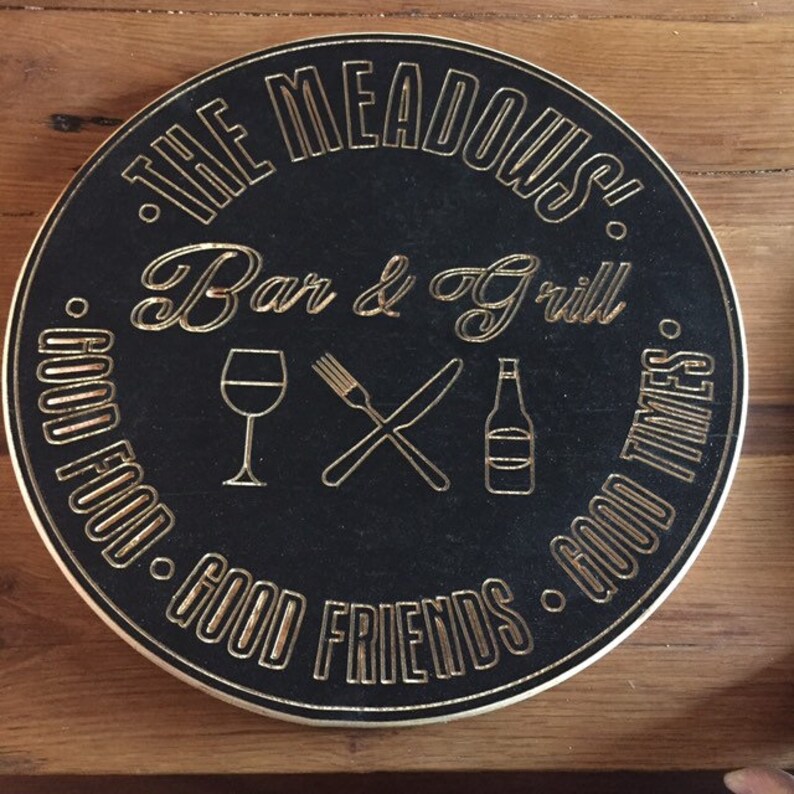 THE MEADOWS'
Bar & Grill
GOOD FOOD • GOOD FRIENDS • GOOD TIMES